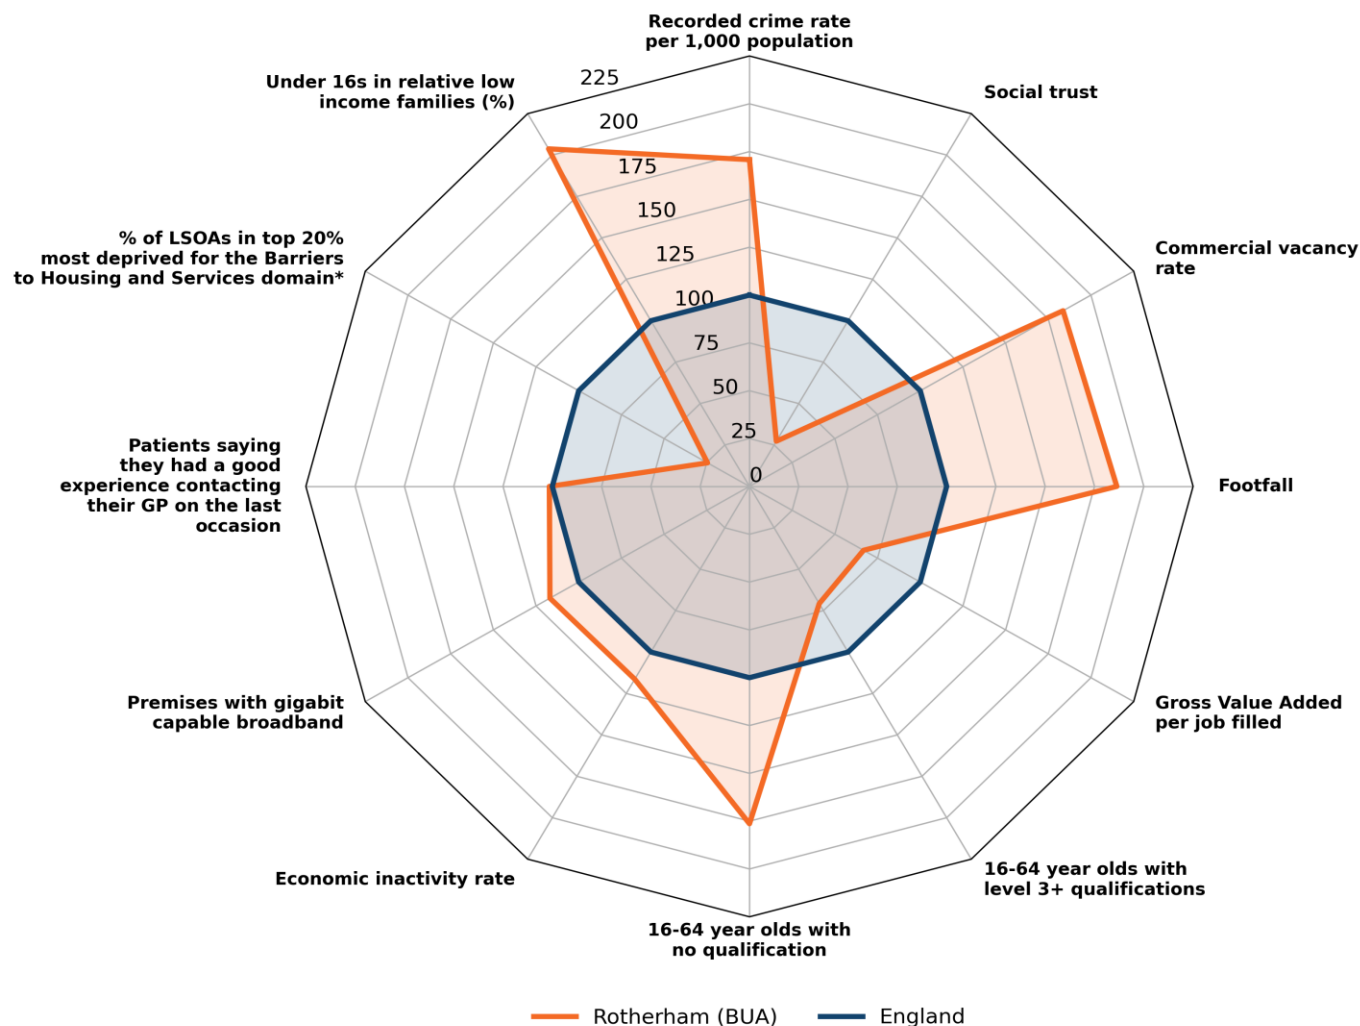 Recorded crime rate
per 1,000 population
Social trust
Commercial vacancy
rate
Footfall
Gross Value Added
per job filled
16-64 year olds with
level 3+ qualifications
16-64 year olds with
no qualification
Economic inactivity rate
Premises with gigabit
capable broadband
Patients saying
they had a good
experience contacting
their GP on the last
occasion
% of LSOAs in top 20%
most deprived for the Barriers
to Housing and Services domain*
Under 16s in relative low
income families (%)
225
200
175
150
125
100
75
50
25
0
Rotherham (BUA)
England